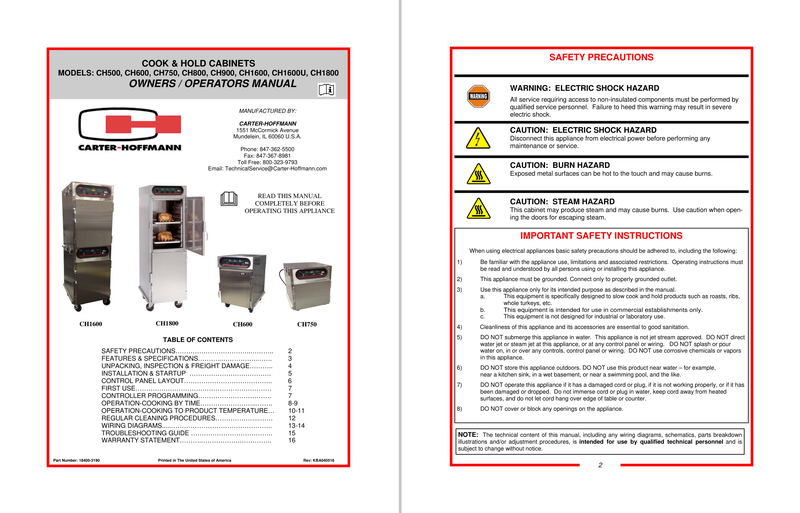 COOK & HOLD CABINETS
MODELS: CH500, CH600, CH750, CH800, CH900, CH1600, CH1600U, CH1800
OWNERS / OPERATORS MANUAL
MANUFACTURED BY:
CARTER-HOFFMANN
1551 McCormick Avenue
Mundelein, IL 60060 U.S.A.
Phone: 847-362-5500
Fax: 847-367-8981
Toll Free: 800-323-9793
Email: TechnicalService@Carter-Hoffmann.com
CARTER-HOFFMANN
READ THIS MANUAL
COMPLETELY BEFORE
OPERATING THIS APPLIANCE
CH1600
CH1800
CH600
CH750
TABLE OF CONTENTS
SAFETY PRECAUTIONS………………………………………. 2
FEATURES & SPECIFICATIONS……………………………. 3
UNPACKING, INSPECTION & FREIGHT DAMAGE……….. 4
INSTALLATION & STARTUP ………………………………… 5
CONTROL PANEL LAYOUT………………………………….. 6
FIRST USE………………………………………………………. 7
CONTROLLER PROGRAMMING……………………………. 7
OPERATION-COOKING BY TIME…………………………… 8-9
OPERATION-COOKING TO PRODUCT TEMPERATURE… 10-11
REGULAR CLEANING PROCEDURES……………………… 12
WIRING DIAGRAMS……………………………………………. 13-14
TROUBLESHOOTING GUIDE ……………………………….. 15
WARRANTY STATEMENT……………………………………. 16
Part Number: 18400-3190 Printed in The United States of America Rev: KBA040516
SAFETY PRECAUTIONS
WARNING
WARNING: ELECTRIC SHOCK HAZARD
All service requiring access to non-insulated components must be performed by
qualified service personnel. Failure to heed this warning may result in severe
electric shock.
CAUTION: ELECTRIC SHOCK HAZARD
Disconnect this appliance from electrical power before performing any
maintenance or service.
CAUTION: BURN HAZARD
Exposed metal surfaces can be hot to the touch and may cause burns.
CAUTION: STEAM HAZARD
This cabinet may produce steam and may cause burns. Use caution when open-
ing the doors for escaping steam.
IMPORTANT SAFETY INSTRUCTIONS
When using electrical appliances basic safety precautions should be adhered to, including the following:
1) Be familiar with the appliance use, limitations and associated restrictions. Operating instructions must
be read and understood by all persons using or installing this appliance.
2) This appliance must be grounded. Connect only to properly grounded outlet.
3) Use this appliance only for its intended purpose as described in the manual.
a. This equipment is specifically designed to slow cook and hold products such as roasts, ribs,
whole turkeys, etc.
b. This equipment is intended for use in commercial establishments only.
c. This equipment is not designed for industrial or laboratory use.
4) Cleanliness of this appliance and its accessories are essential to good sanitation.
5) DO NOT submerge this appliance in water. This appliance is not jet stream approved. DO NOT direct
water jet or steam jet at this appliance, or at any control panel or wiring. DO NOT splash or pour
water on, in or over any controls, control panel or wiring. DO NOT use corrosive chemicals or vapors
in this appliance.
6) DO NOT store this appliance outdoors. DO NOT use this product near water – for example,
near a kitchen sink, in a wet basement, or near a swimming pool, and the like.
7) DO NOT operate this appliance if it has a damaged cord or plug, if it is not working properly, or if it has
been damaged or dropped. Do not immerse cord or plug in water, keep cord away from heated
surfaces, and do not let cord hang over edge of table or counter.
8) DO NOT cover or block any openings on the appliance.
NOTE: The technical content of this manual, including any wiring diagrams, schematics, parts breakdown
illustrations and/or adjustment procedures, is intended for use by qualified technical personnel and is
subject to change without notice.
2